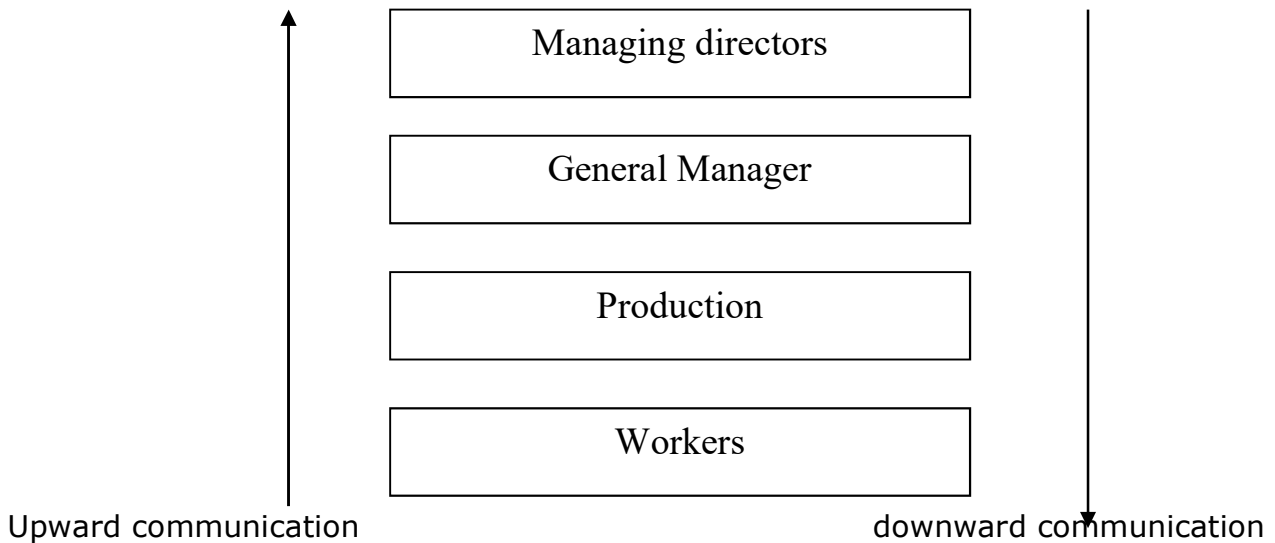 Managing directors
General Manager
Production
Workers
Upward communication
downward communication